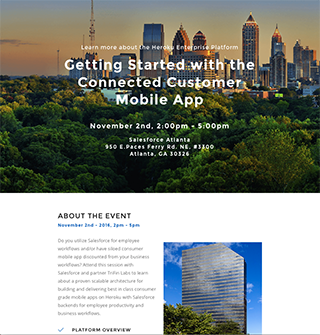 Learn more about the Heroku Enterprise Platform
Getting Started with the
Connected Customer
Mobile App
November 2nd, 2:00pm - 5:00pm
Salesforce Atlanta
950 E.Paces Ferry Rd. NE. #3300
Atlanta, GA 30326
ABOUT THE EVENT
November 2nd - 2016, 2pm - 5pm
Do you utilize Salesforce for employee
workflows and/or have siloed consumer
mobile app discounted from your business
workflows? Attend this session with
Salesforce and partner Trifin Labs to learn
about a proven scalable architecture for
building and delivering best in class consumer
grade mobile apps on Heroku with Salesforce
backends for employee productivity and
business workflows.
PLATFORM OVERVIEW